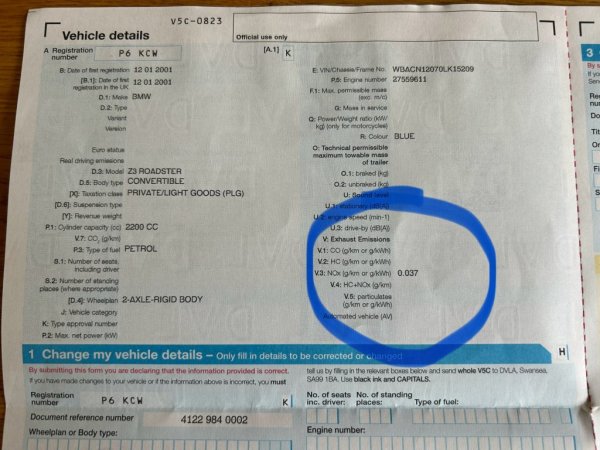 V5C-0823
Vehicle details
Official use only
A Registration number P6 KCW
[A.1] K
B: Date of first registration 12 01 2001
[B.1]: Date of first registration in the UK 12 01 2001
D.1: Make BMW
D.2: Type
Variant
Version
Euro status
Real driving emissions
D.3: Model Z3 ROADSTER
D.5: Body type CONVERTIBLE
[X]: Taxation class PRIVATE/LIGHT GOODS (PLG)
[D.6]: Suspension type
[Y]: Revenue weight
P.1: Cylinder capacity (cc) 2200 CC
V.7: CO₂ (g/km)
P.3: Type of fuel PETROL
S.1: Number of seats, including driver
S.2: Number of standing places (where appropriate)
[D.4]: Wheelplan 2-AXLE-RIGID BODY
J: Vehicle category
K: Type approval number
P.2: Max. net power (kW)
E: VIN/Chassis/Frame No. WBACN12070LK15209
P.5: Engine number 27559611
F.1: Max. permissible mass (exc. m/c)
G: Mass in service
Q: Power/Weight ratio (kW/kg) (only for motorcycles)
R: Colour BLUE
O: Technical permissible maximum towable mass of trailer
O.1: braked (kg)
O.2: unbraked (kg)
U: Sound level
U.1: stationary (dB(A))
U.2: engine speed (min-1)
U.3: drive-by (dB(A))
V: Exhaust Emissions
V.1: CO (g/km or g/kWh)
V.2: HC (g/km or g/kWh)
V.3: NOx (g/km or g/kWh) 0.037
V.4: HC+NOx (g/km)
V.5: particulates (g/km or g/kWh)
Automated vehicle (AV)
1 Change my vehicle details – Only fill in details to be corrected or changed
H
By submitting this form you are declaring that the information provided is correct.
If you have made changes to your vehicle or if the information above is incorrect, you must
tell us by filling in the relevant boxes below and send whole V5C to DVLA, Swansea,
SA99 1BA. Use black ink and CAPITALS.
Registration number P6 KCW K
Document reference number 4122 984 0002
Wheelplan or Body type:
No. of seats inc. driver:
No. of standing places:
Type of fuel:
Engine number:
3